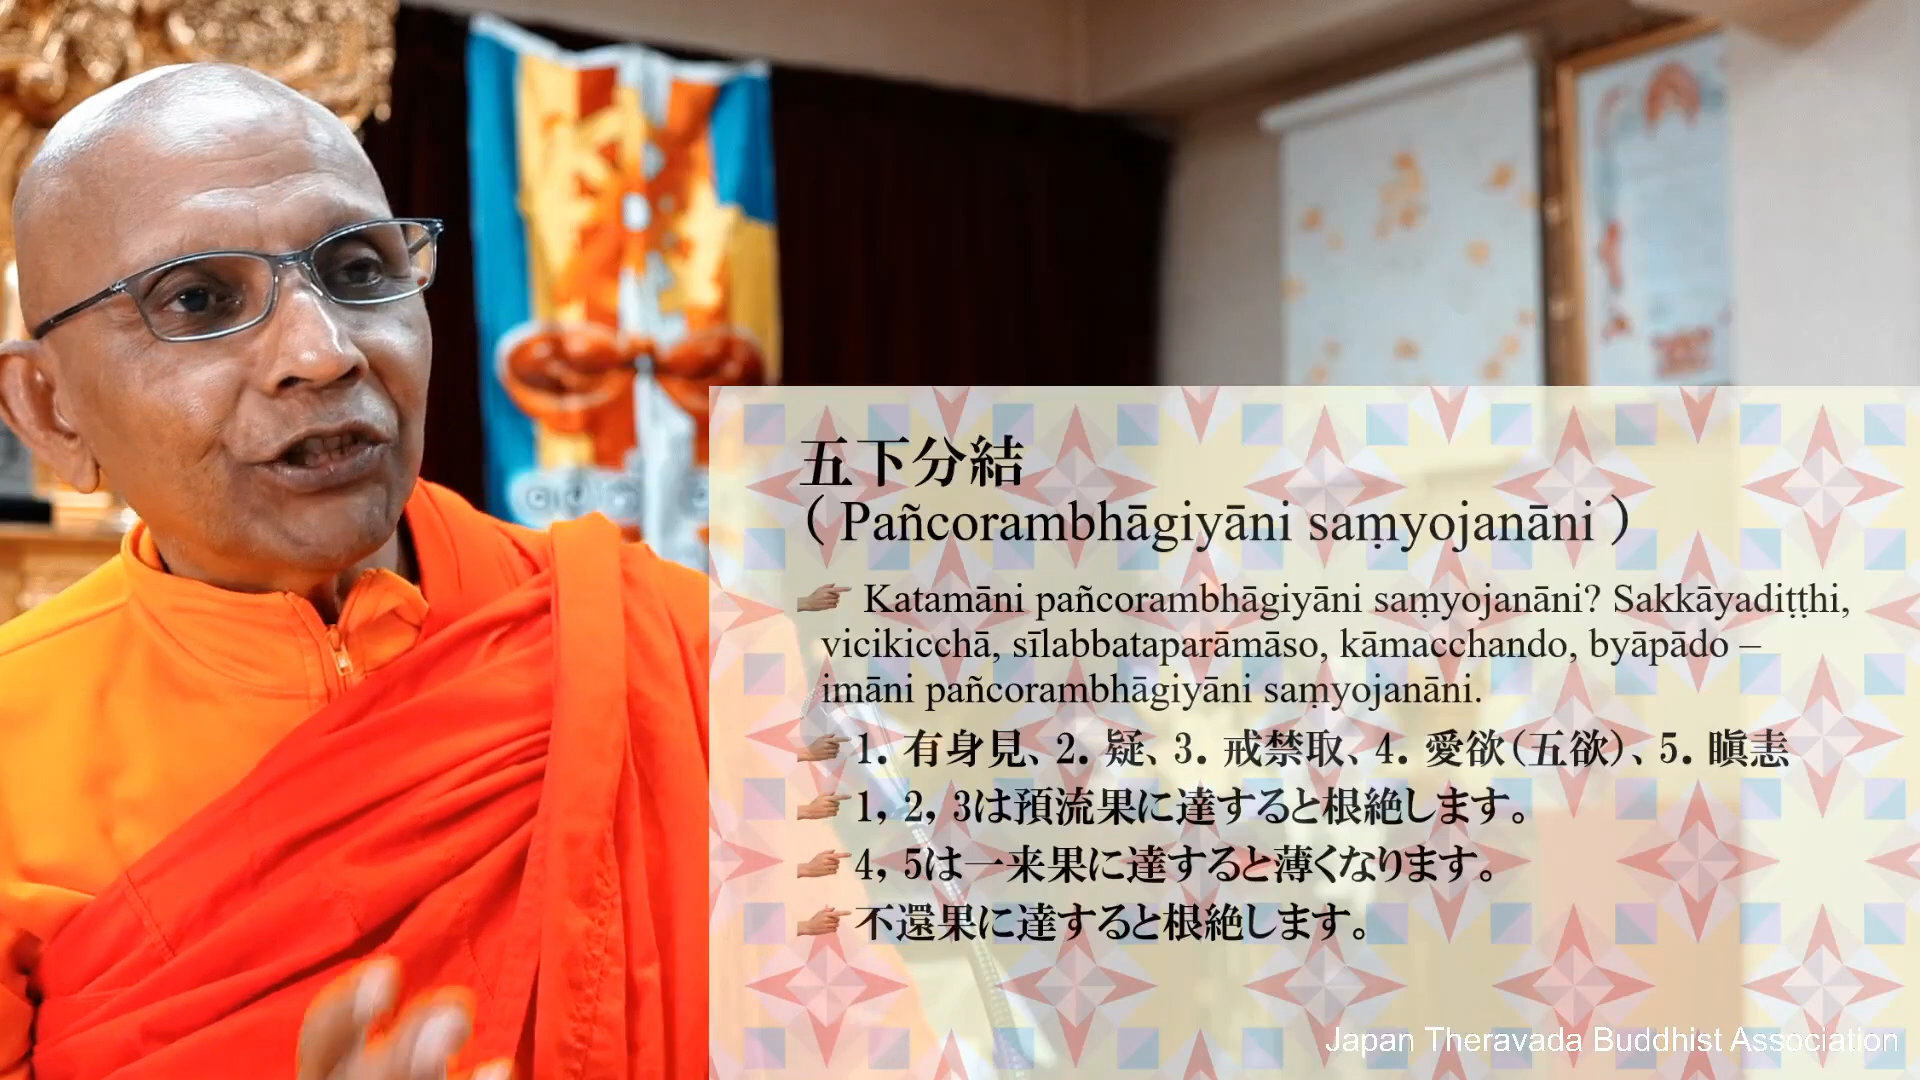 五下分結
（Pañcorambhāgiyāni saṃyojanāni）
Katamāni pañcorambhāgiyāni saṃyojanāni? Sakkāyadiṭṭhi,
vicikicchā, sīlabbataparāmāso, kāmacchando, byāpādo –
imāni pañcorambhāgiyāni saṃyojanāni.
1. 有身見、2. 疑、3. 戒禁取、4. 愛欲（五欲）、5. 瞋恚
1, 2, 3は預流果に達すると根絶します。
4, 5は一来果に達すると薄くなります。
不還果に達すると根絶します。
Japan Theravada Buddhist Association